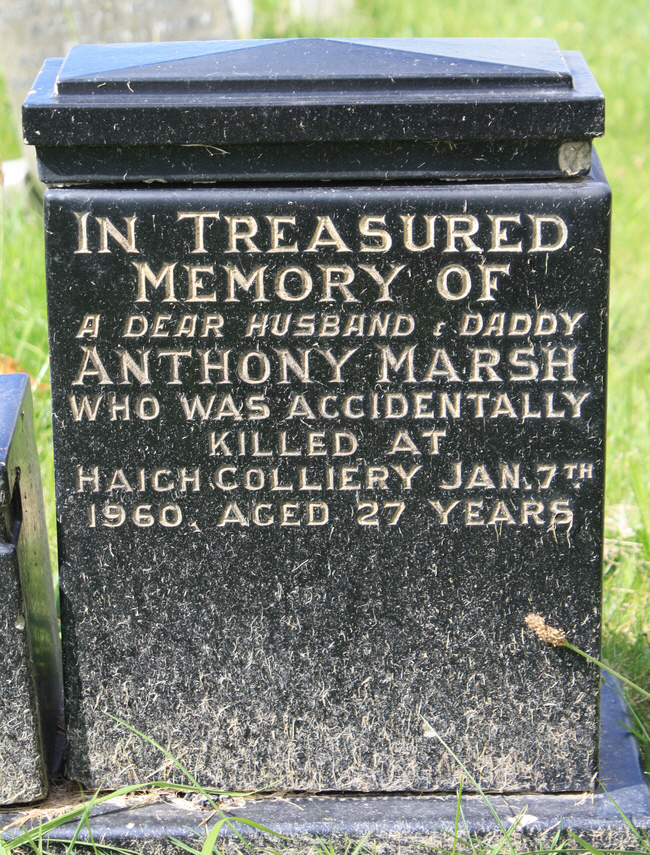 IN TREASURED
MEMORY OF
A DEAR HUSBAND & DADDY
ANTHONY MARSH
WHO WAS ACCIDENTALLY
KILLED AT
HAIGH COLLIERY JAN. 7TH
1960. AGED 27 YEARS